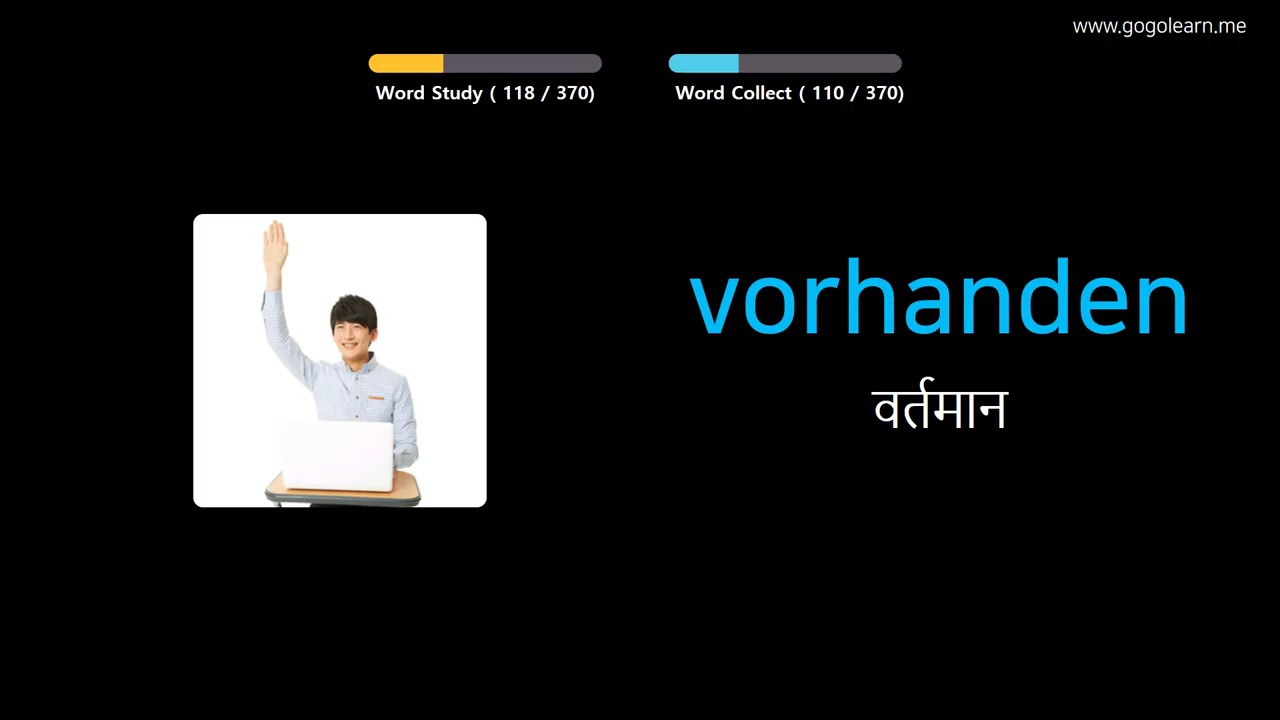 www.gogolearn.me
Word Study ( 118 / 370)
Word Collect ( 110 / 370)
vorhanden
वर्तमान